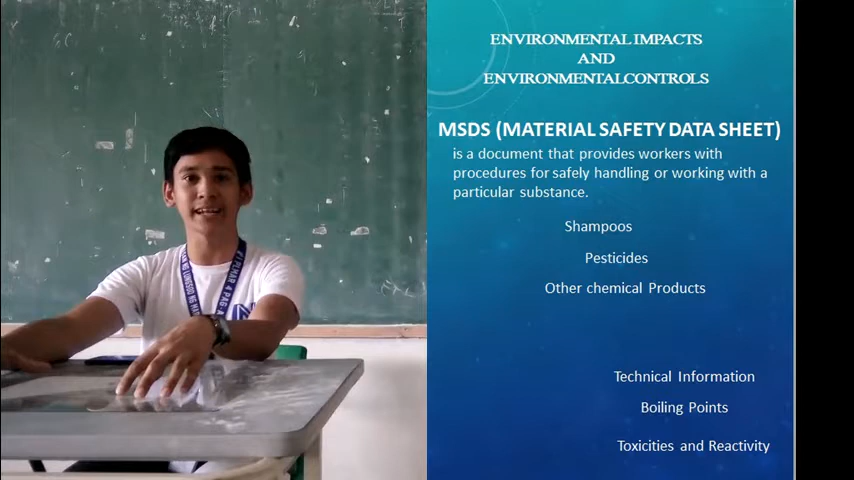 ENVIRONMENTAL IMPACTS
AND
ENVIRONMENTALCONTROLS
MSDS (MATERIAL SAFETY DATA SHEET)
is a document that provides workers with
procedures for safely handling or working with a
particular substance.
Shampoos
Pesticides
Other chemical Products
Technical Information
Boiling Points
Toxicities and Reactivity